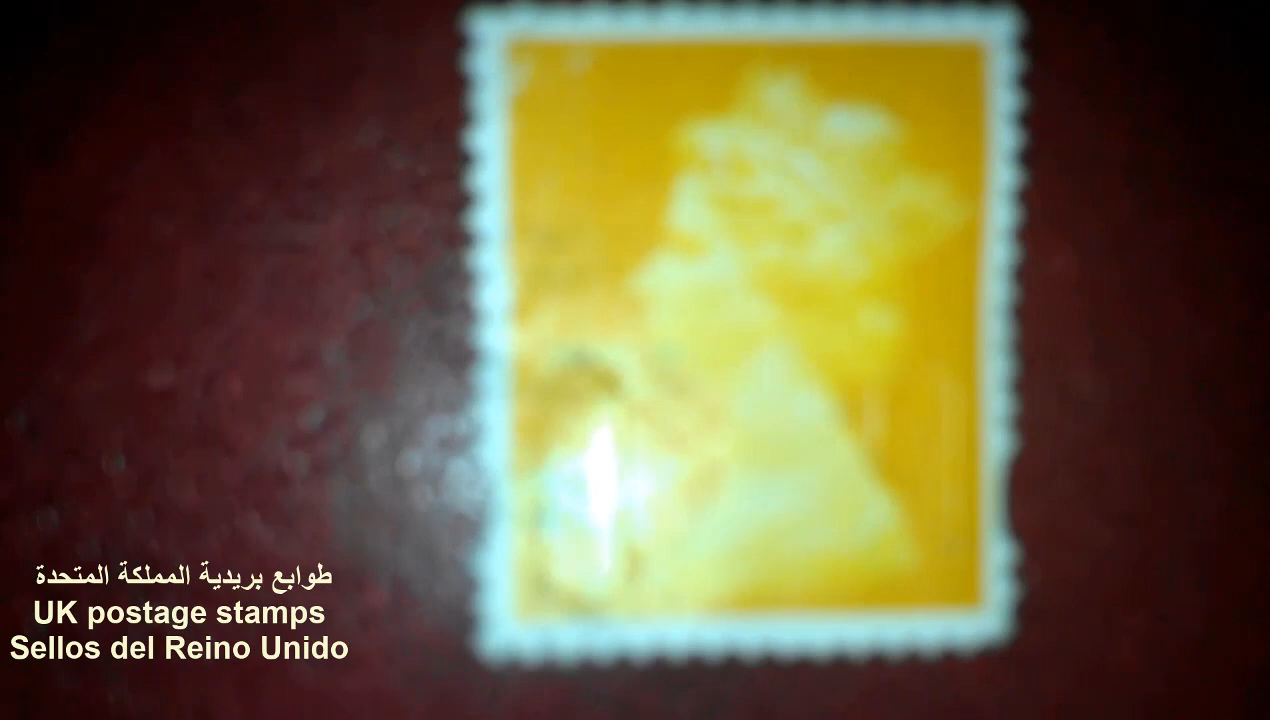 طوابع بريدية المملكة المتحدة
UK postage stamps
Sellos del Reino Unido